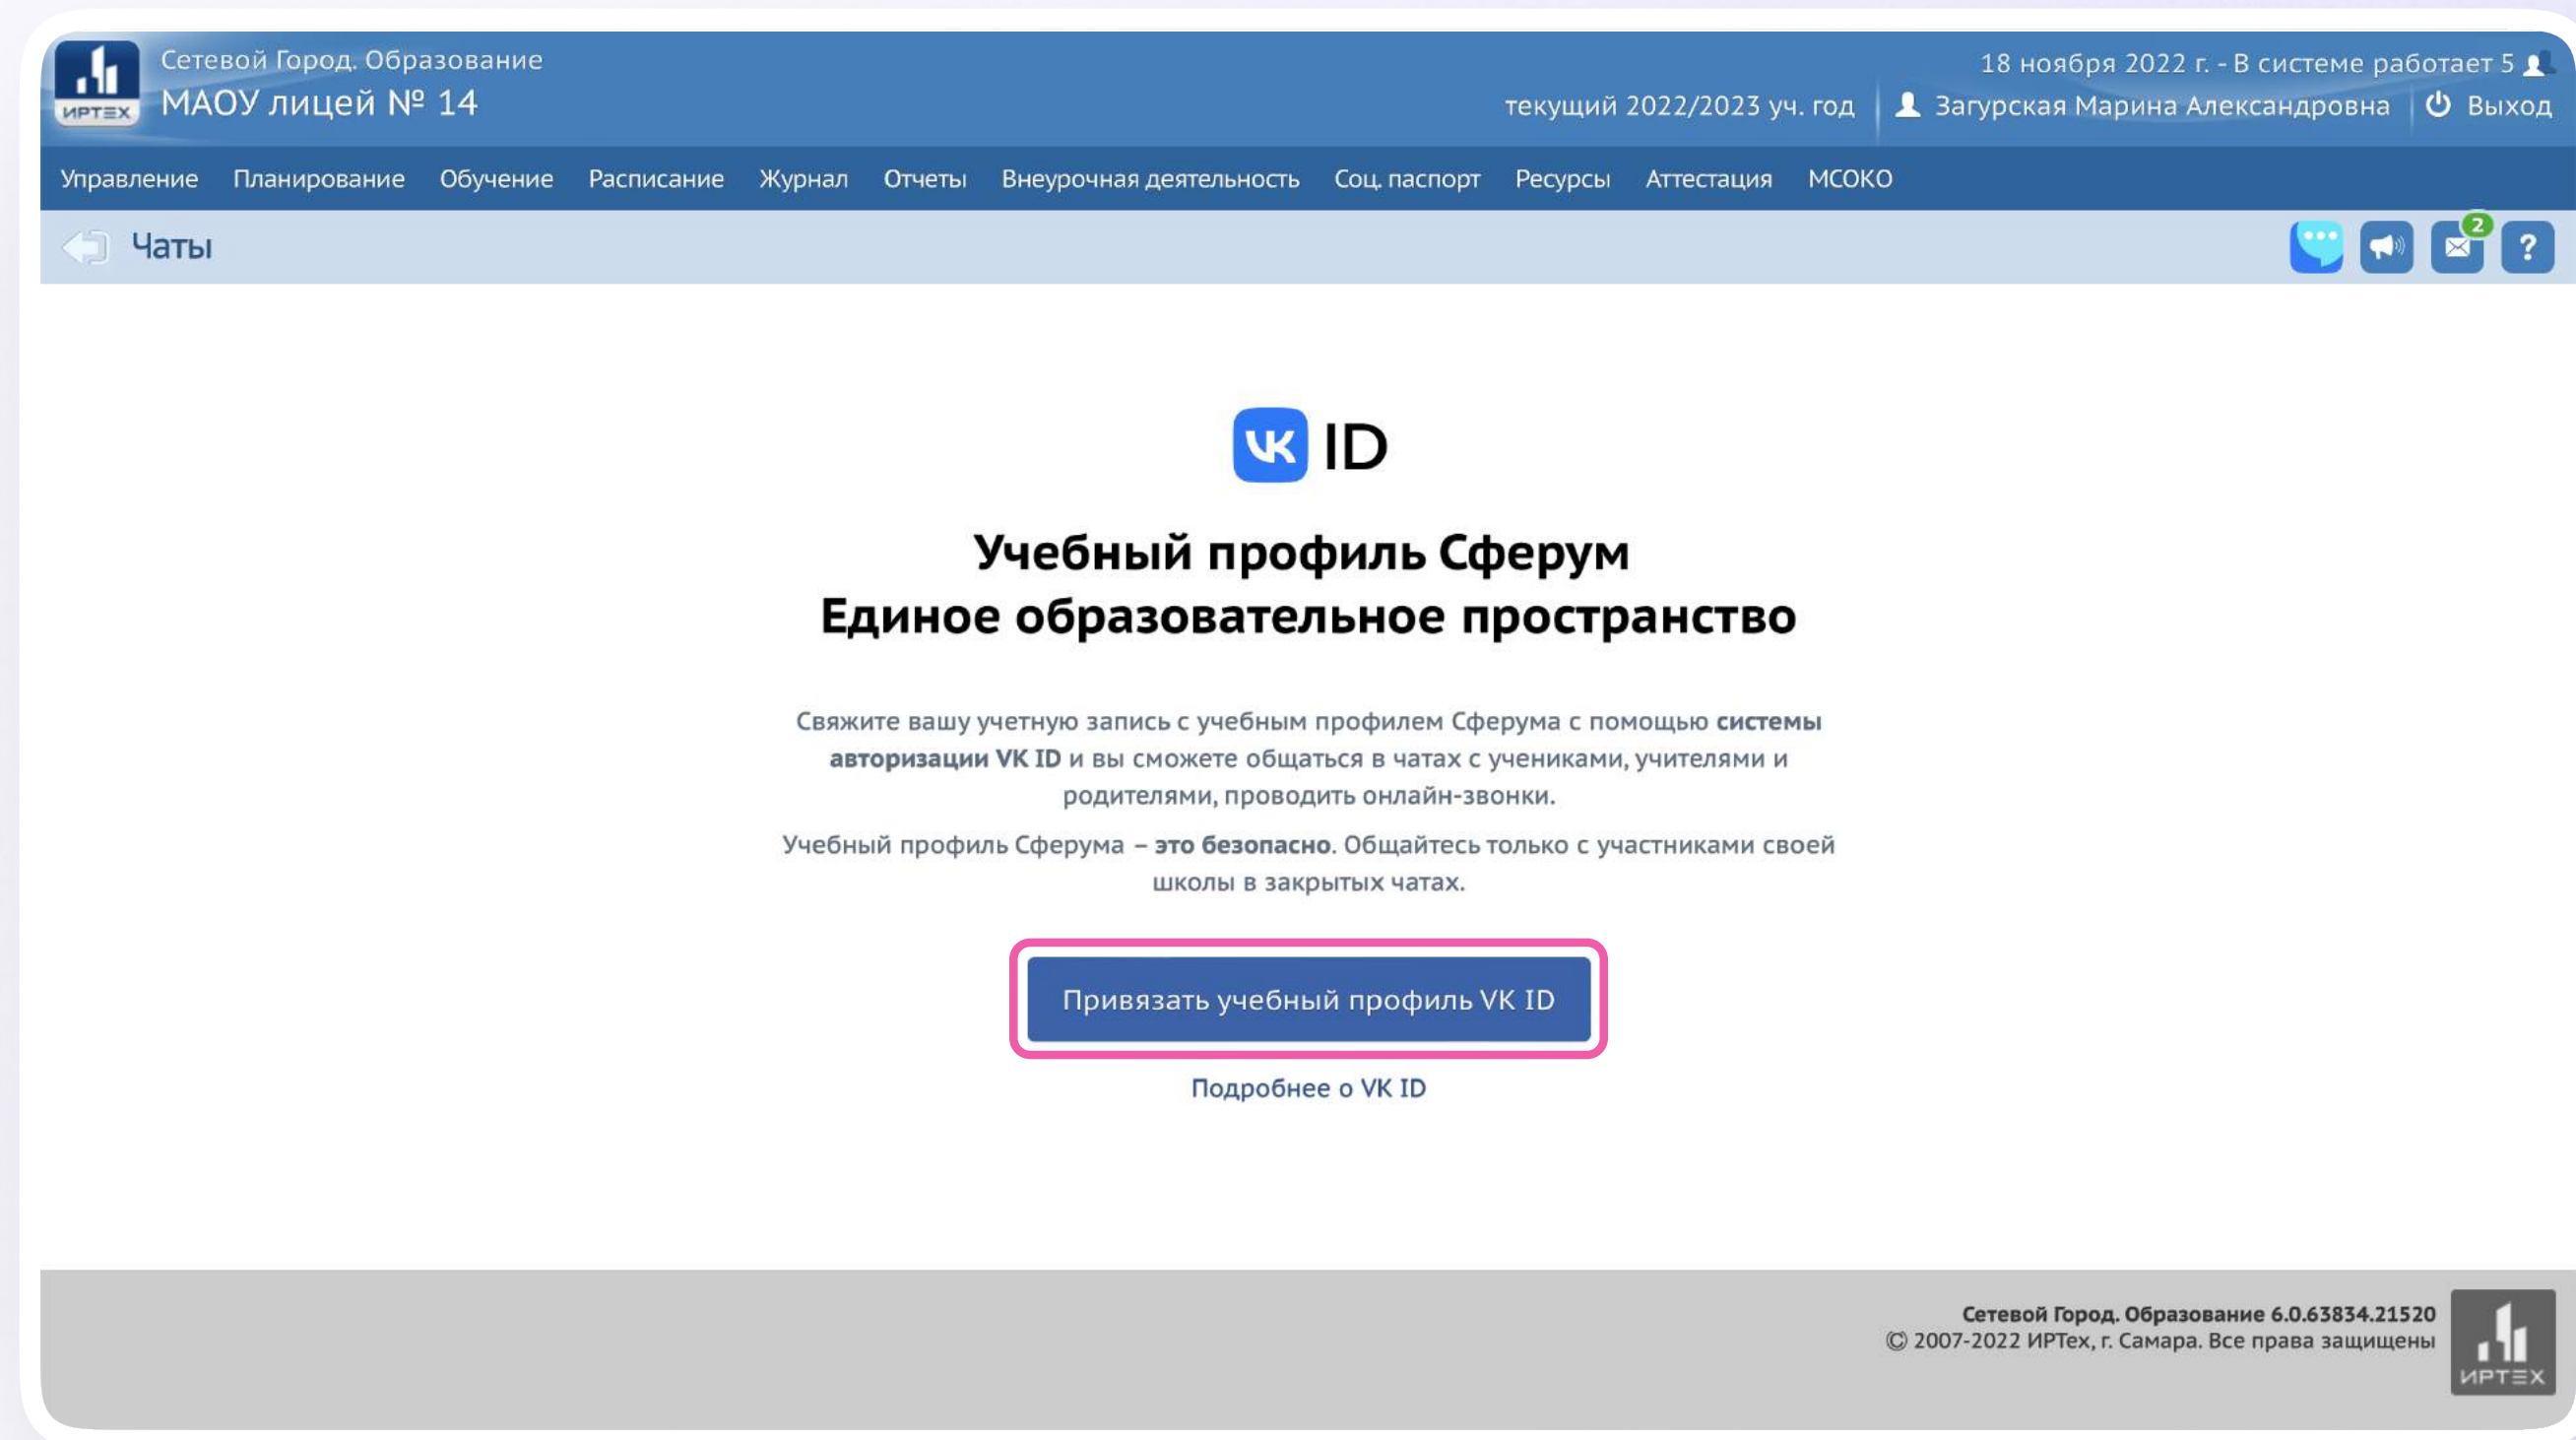 Сетевой Город. Образование
МАОУ лицей № 14
ИРТЕХ
18 ноября 2022 г. - В системе работает 5
текущий 2022/2023 уч. год Загурская Марина Александровна Выход
Управление Планирование Обучение Расписание Журнал Отчеты Внеурочная деятельность Соц. паспорт Ресурсы Аттестация МСОКО
Чаты
2
?
VK ID
Учебный профиль Сферум
Единое образовательное пространство
Свяжите вашу учетную запись с учебным профилем Сферума с помощью системы
авторизации VK ID и вы сможете общаться в чатах с учениками, учителями и
родителями, проводить онлайн-звонки.
Учебный профиль Сферума – это безопасно. Общайтесь только с участниками своей
школы в закрытых чатах.
Привязать учебный профиль VK ID
Подробнее о VK ID
Сетевой Город. Образование 6.0.63834.21520
© 2007-2022 ИРТех, г. Самара. Все права защищены
ИРТЕХ